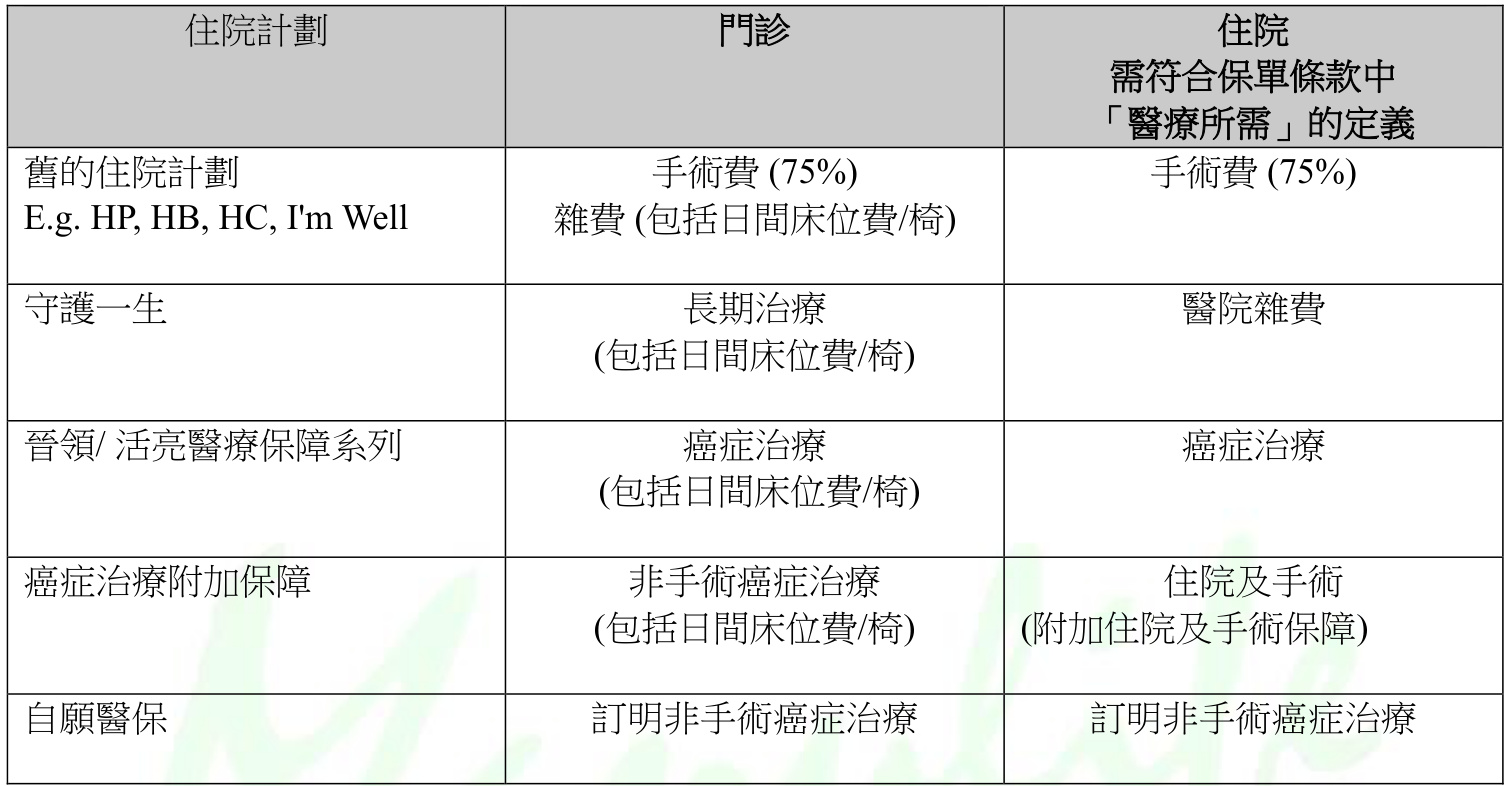 住院計劃
門診
住院
需符合保單條款中
「醫療所需」的定義
舊的住院計劃
E.g. HP, HB, HC, I'm Well
手術費 (75%)
雜費 (包括日間床位費/椅)
手術費 (75%)
守護一生
長期治療
(包括日間床位費/椅)
醫院雜費
晉領/ 活亮醫療保障系列
癌症治療
(包括日間床位費/椅)
癌症治療
癌症治療附加保障
非手術癌症治療
(包括日間床位費/椅)
住院及手術
(附加住院及手術保障)
自願醫保
訂明非手術癌症治療
訂明非手術癌症治療